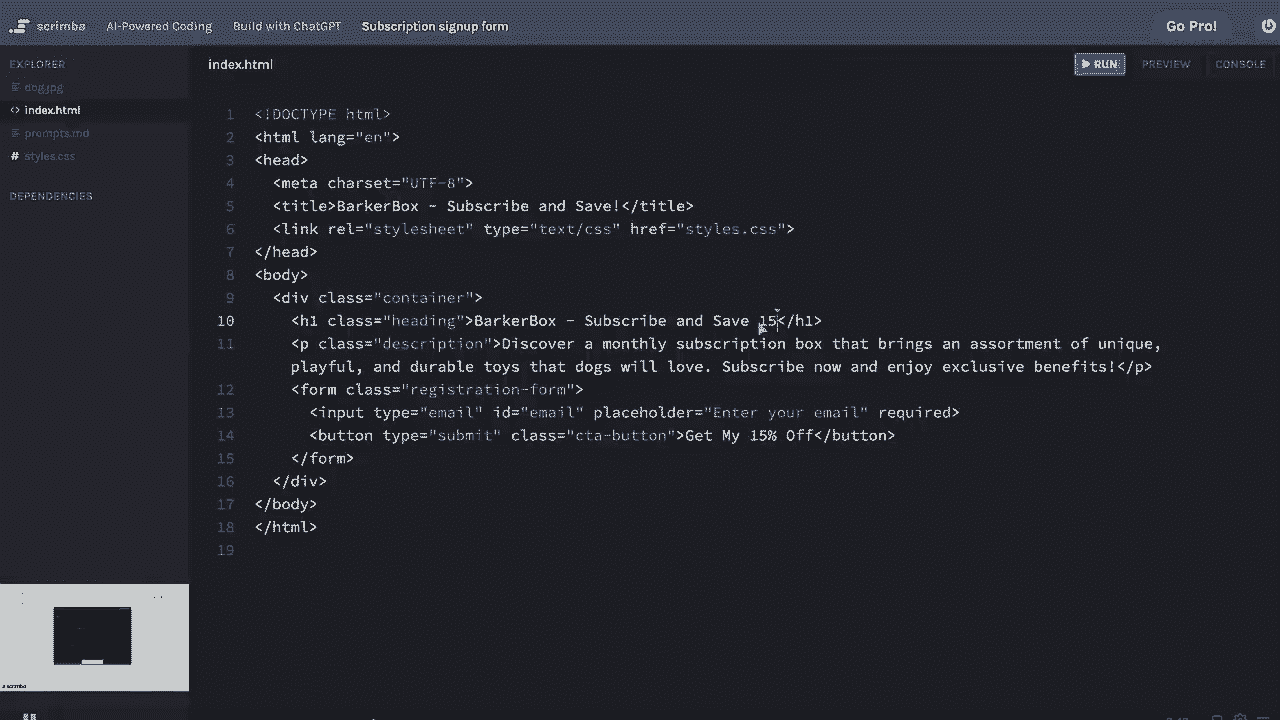 scrimba AI-Powered Coding Build with ChatGPT Subscription signup form Go Pro!
EXPLORER
dog.jpg
<> index.html
prompts.md
# styles.css
DEPENDENCIES
index.html
RUN PREVIEW CONSOLE
1 <!DOCTYPE html>
2 <html lang="en">
3 <head>
4 <meta charset="UTF-8">
5 <title>BarkerBox - Subscribe and Save!</title>
6 <link rel="stylesheet" type="text/css" href="styles.css">
7 </head>
8 <body>
9 <div class="container">
10 <h1 class="heading">BarkerBox - Subscribe and Save 15</h1>
11 <p class="description">Discover a monthly subscription box that brings an assortment of unique,
playful, and durable toys that dogs will love. Subscribe now and enjoy exclusive benefits!</p>
12 <form class="registration-form">
13 <input type="email" id="email" placeholder="Enter your email" required>
14 <button type="submit" class="cta-button">Get My 15% Off</button>
15 </form>
16 </div>
17 </body>
18 </html>
19